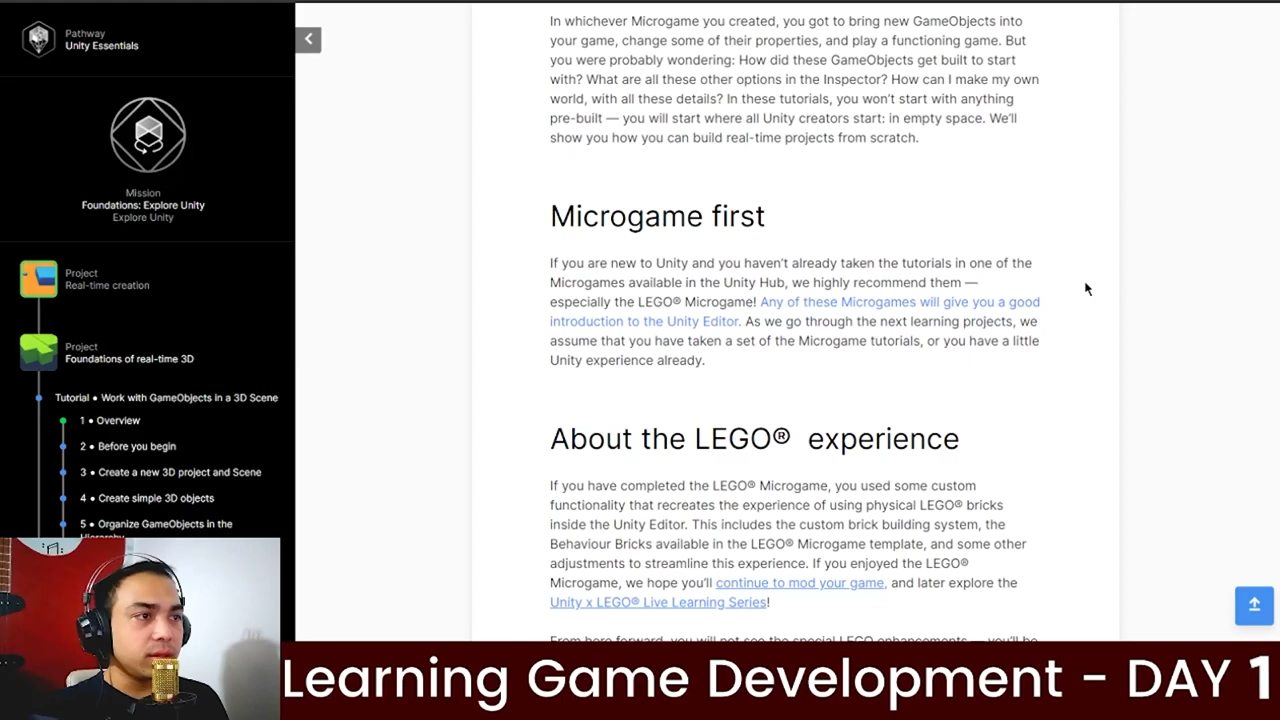 Pathway
Unity Essentials
Mission
Foundations: Explore Unity
Explore Unity
Project
Real-time creation
Project
Foundations of real-time 3D
Tutorial • Work with GameObjects in a 3D Scene
1 • Overview
2 • Before you begin
3 • Create a new 3D project and Scene
4 • Create simple 3D objects
5 • Organize GameObjects in the
Hierarchy
In whichever Microgame you created, you got to bring new GameObjects into
your game, change some of their properties, and play a functioning game. But
you were probably wondering: How did these GameObjects get built to start
with? What are all these other options in the Inspector? How can I make my own
world, with all these details? In these tutorials, you won’t start with anything
pre-built — you will start where all Unity creators start: in empty space. We’ll
show you how you can build real-time projects from scratch.
Microgame first
If you are new to Unity and you haven’t already taken the tutorials in one of the
Microgames available in the Unity Hub, we highly recommend them —
especially the LEGO® Microgame! Any of these Microgames will give you a good
introduction to the Unity Editor. As we go through the next learning projects, we
assume that you have taken a set of the Microgame tutorials, or you have a little
Unity experience already.
About the LEGO® experience
If you have completed the LEGO® Microgame, you used some custom
functionality that recreates the experience of using physical LEGO® bricks
inside the Unity Editor. This includes the custom brick building system, the
Behaviour Bricks available in the LEGO® Microgame template, and some other
adjustments to streamline this experience. If you enjoyed the LEGO®
Microgame, we hope you’ll continue to mod your game, and later explore the
Unity x LEGO® Live Learning Series!
From here forward, you will not see the special LEGO enhancements — you’ll be
Learning Game Development - DAY 1